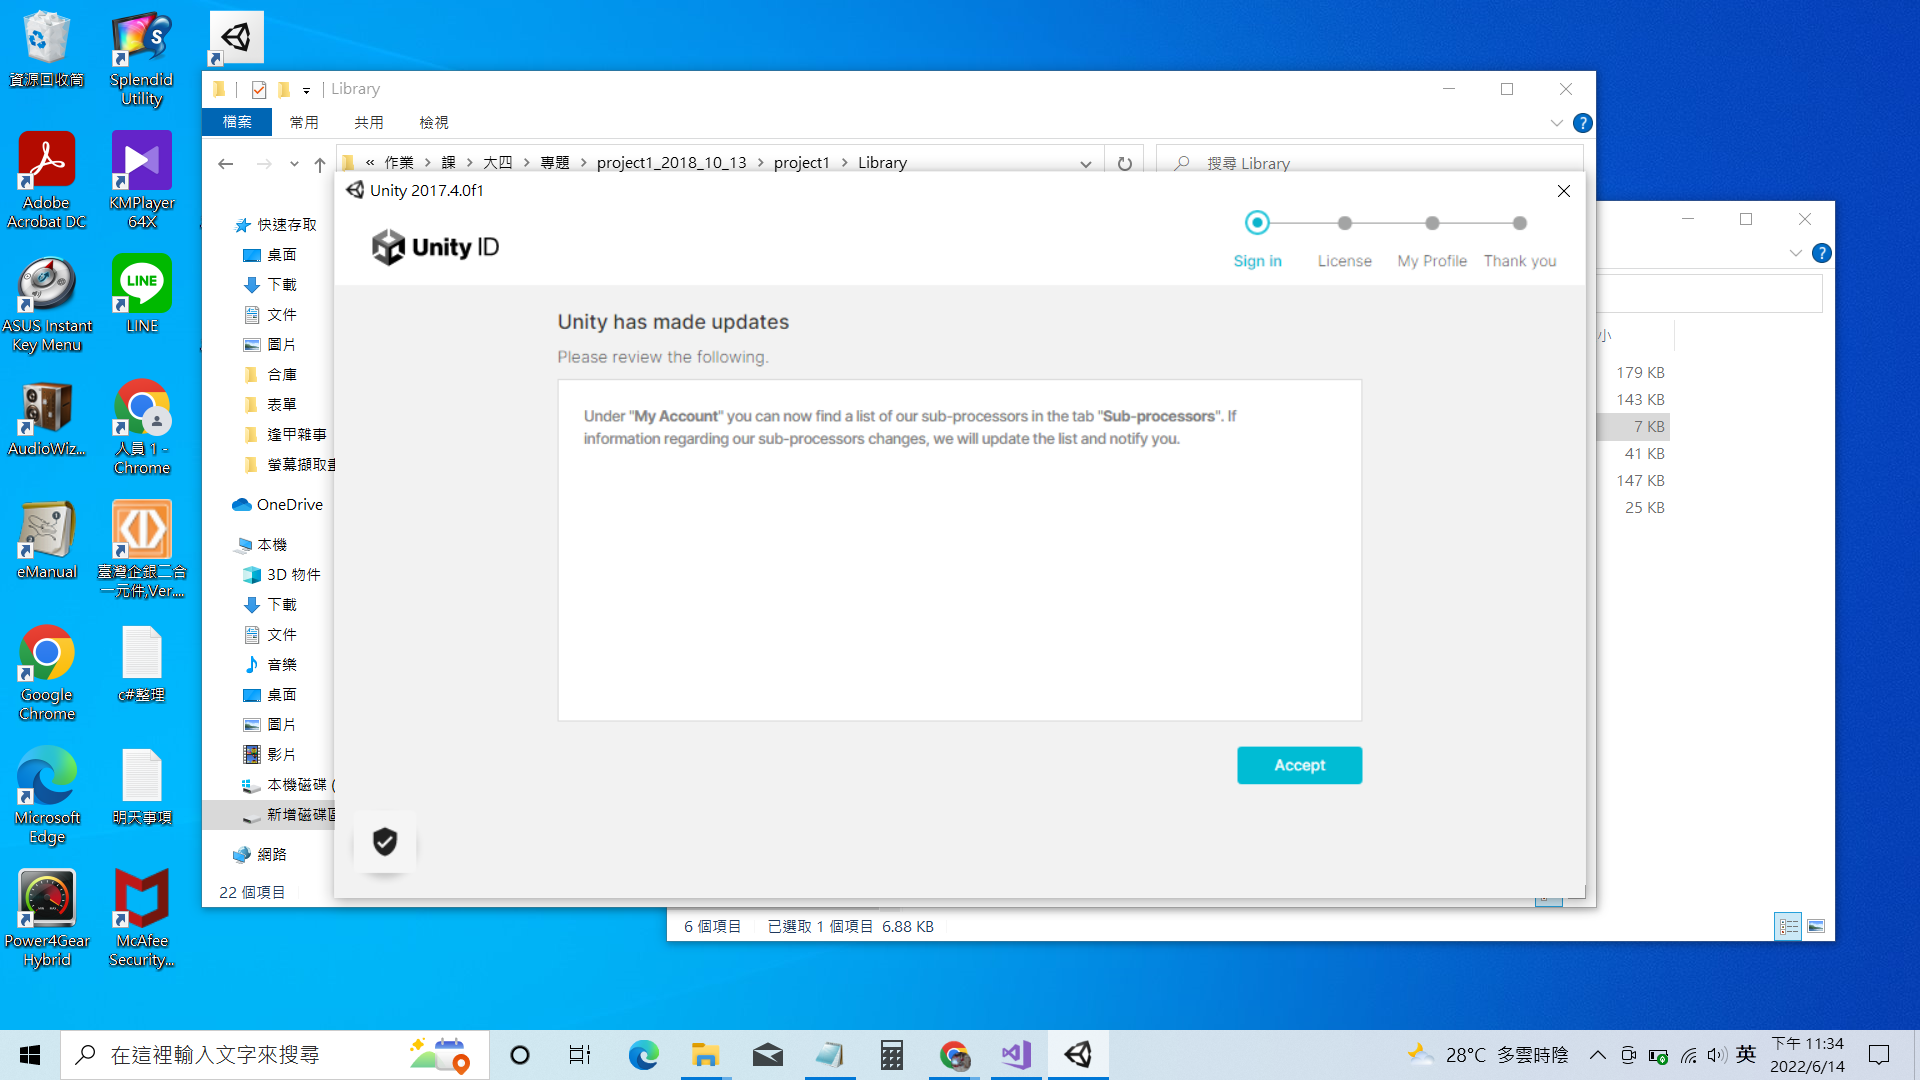 資源回收筒
Splendid
Utility
Adobe
Acrobat DC
KMPlayer
64X
ASUS Instant
Key Menu
LINE
LINE
AudioWiz...
人員 1 -
Chrome
eManual
臺灣企銀二合
一元件,Ver....
Google
Chrome
c#整理
Microsoft
Edge
明天事項
Power4Gear
Hybrid
McAfee
Security...
Library
檔案 常用 共用 檢視
« 作業 › 課 › 大四 › 專題 › project1_2018_10_13 › project1 › Library
搜尋 Library
快速存取
桌面
下載
文件
圖片
合庫
表單
逢甲雜事
螢幕擷取
OneDrive
本機
3D 物件
下載
文件
音樂
桌面
圖片
影片
本機磁碟 (
新增磁碟
網路
22 個項目
Unity 2017.4.0f1
Unity ID
Sign in License My Profile Thank you
Unity has made updates
Please review the following.
Under "My Account" you can now find a list of our sub-processors in the tab "Sub-processors". If
information regarding our sub-processors changes, we will update the list and notify you.
Accept
小
179 KB
143 KB
7 KB
41 KB
147 KB
25 KB
6 個項目 已選取 1 個項目 6.88 KB
在這裡輸入文字來搜尋
28°C 多雲時陰
英
下午 11:34
2022/6/14